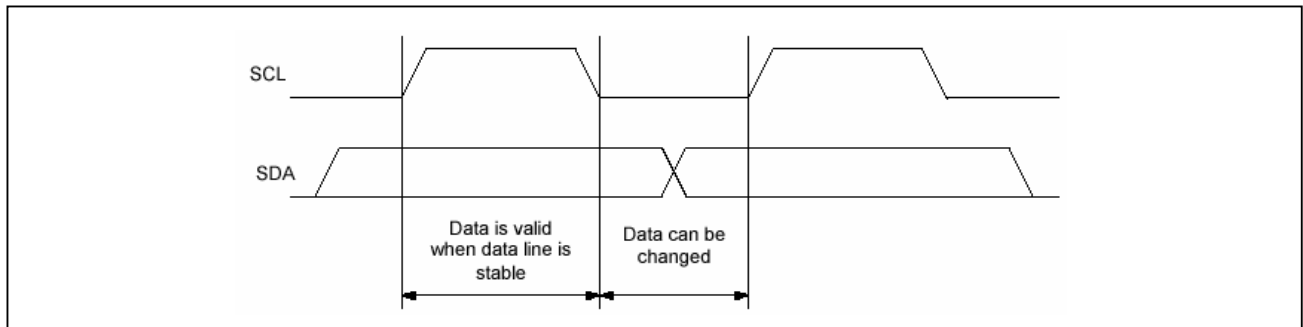 SCL
SDA
Data is valid
when data line is
stable
Data can be
changed